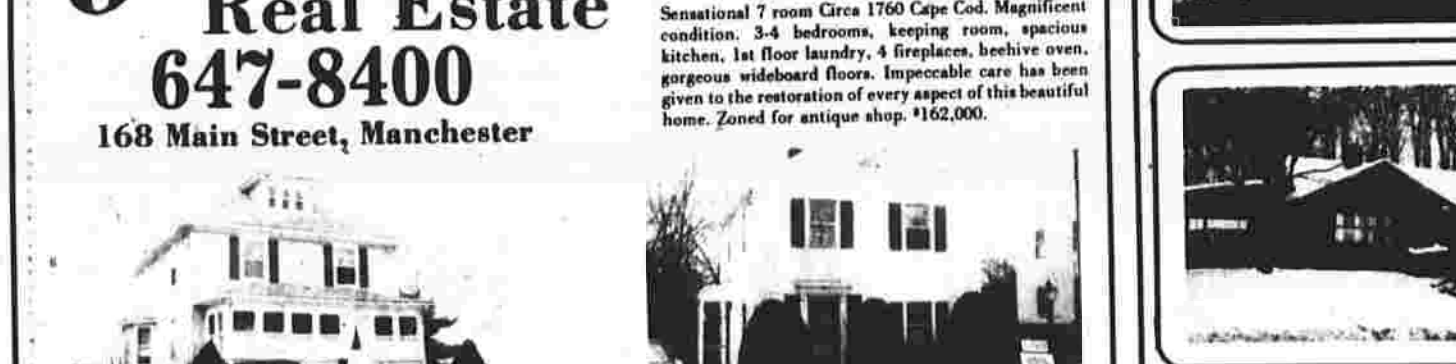 Real Estate
647-8400
168 Main Street, Manchester
Sensational 7 room Circa 1760 Cape Cod. Magnificent
condition. 3-4 bedrooms, keeping room, spacious
kitchen, 1st floor laundry, 4 fireplaces, beehive oven,
gorgeous wideboard floors. Impeccable care has been
given to the restoration of every aspect of this beautiful
home. Zoned for antique shop. $162,000.